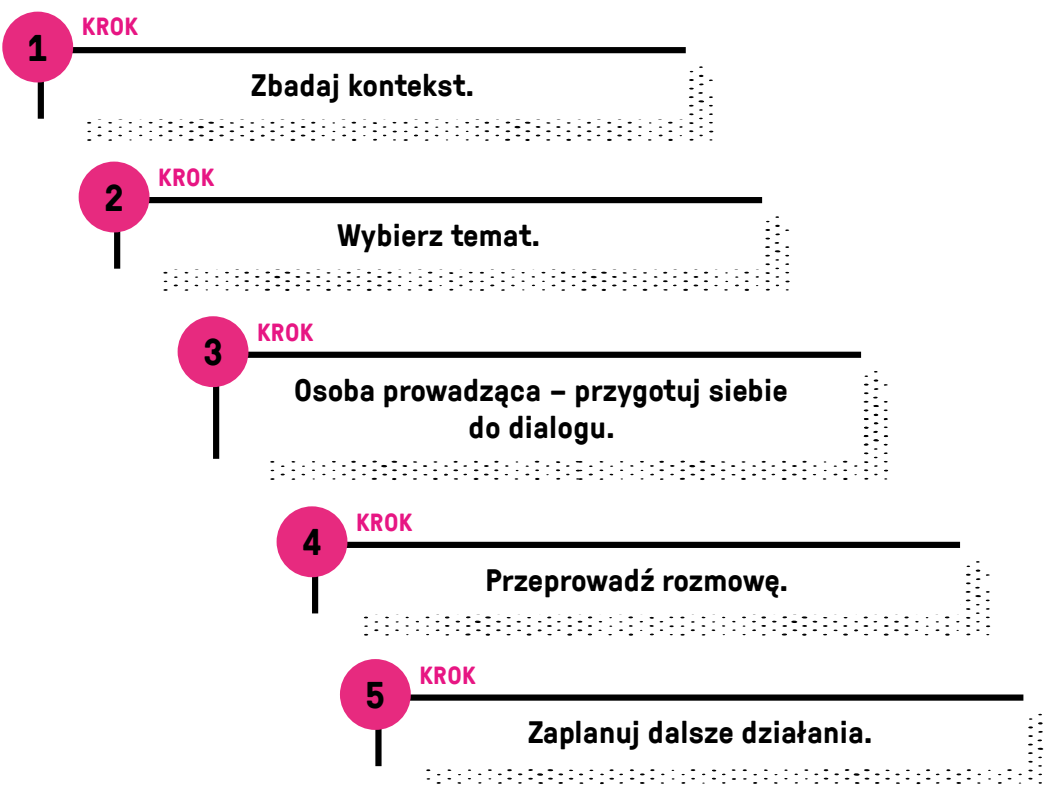 KROK
1
Zbadaj kontekst.
KROK
2
Wybierz temat.
KROK
3
Osoba prowadząca – przygotuj siebie
do dialogu.
KROK
4
Przeprowadź rozmowę.
KROK
5
Zaplanuj dalsze działania.